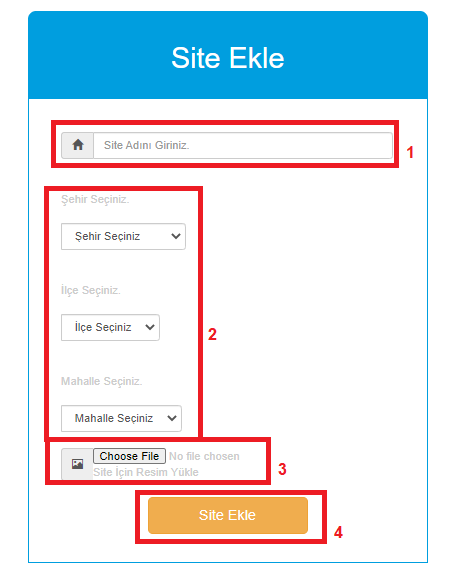 Site Ekle
Site Adını Giriniz.
1
Şehir Seçiniz.
Şehir Seçiniz
İlçe Seçiniz.
İlçe Seçiniz
2
Mahalle Seçiniz.
Mahalle Seçiniz
Choose File No file chosen
Site İçin Resim Yükle
3
Site Ekle
4